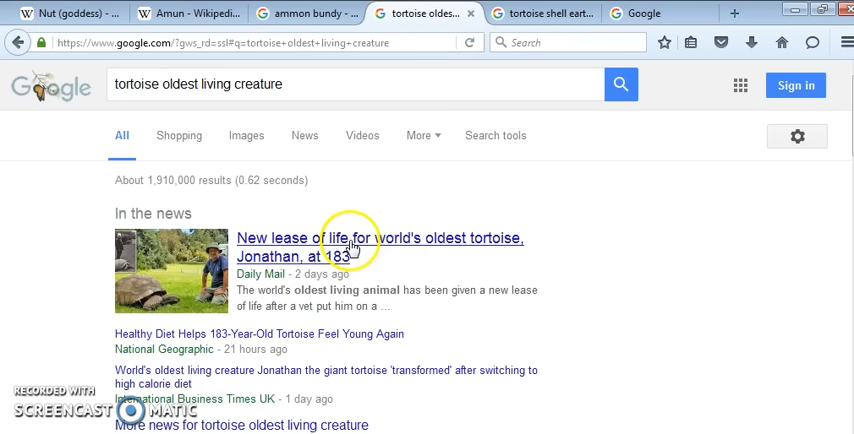 Nut (goddess) - Wikiped...
Amun - Wikipedi...
ammon bundy - ...
tortoise oldes...
tortoise shell eart...
Google
https://www.google.com/?gws_rd=ssl#q=tortoise+oldest+living+creature
Search
Google
tortoise oldest living creature
Sign in
All
Shopping
Images
News
Videos
More
Search tools
About 1,910,000 results (0.62 seconds)
In the news
New lease of life for world's oldest tortoise,
Jonathan, at 183
Daily Mail - 2 days ago
The world's oldest living animal has been given a new lease
of life after a vet put him on a ...
Healthy Diet Helps 183-Year-Old Tortoise Feel Young Again
National Geographic - 21 hours ago
World's oldest living creature Jonathan the giant tortoise 'transformed' after switching to
high calorie diet
International Business Times UK - 1 day ago
More news for tortoise oldest living creature
RECORDED WITH
SCREENCAST MATIC